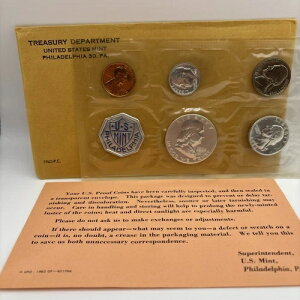 TREASURY DEPARTMENT
UNITED STATES MINT
PHILADELPHIA 30, PA.
U·S
MINT
PHILADELPHIA
Your U.S. Proof Coins have been carefully inspected, and then sealed in
a transparent envelope. This package was designed to prevent or delay tar-
nishing and discoloration. Nevertheless, sooner or later tarnishing may
occur. Care in handling and storing will help to prolong the newly-minted
luster of the coins; heat and direct sunlight are especially harmful.
Please do not ask us to make exchanges or adjustments.
If there should appear—what may seem to you—a defect or scratch on a
coin—it is, no doubt, a crease in the packaging material. We tell you this
to save us both unnecessary correspondence.
Superintendent,
U. S. Mint,
Philadelphia, P